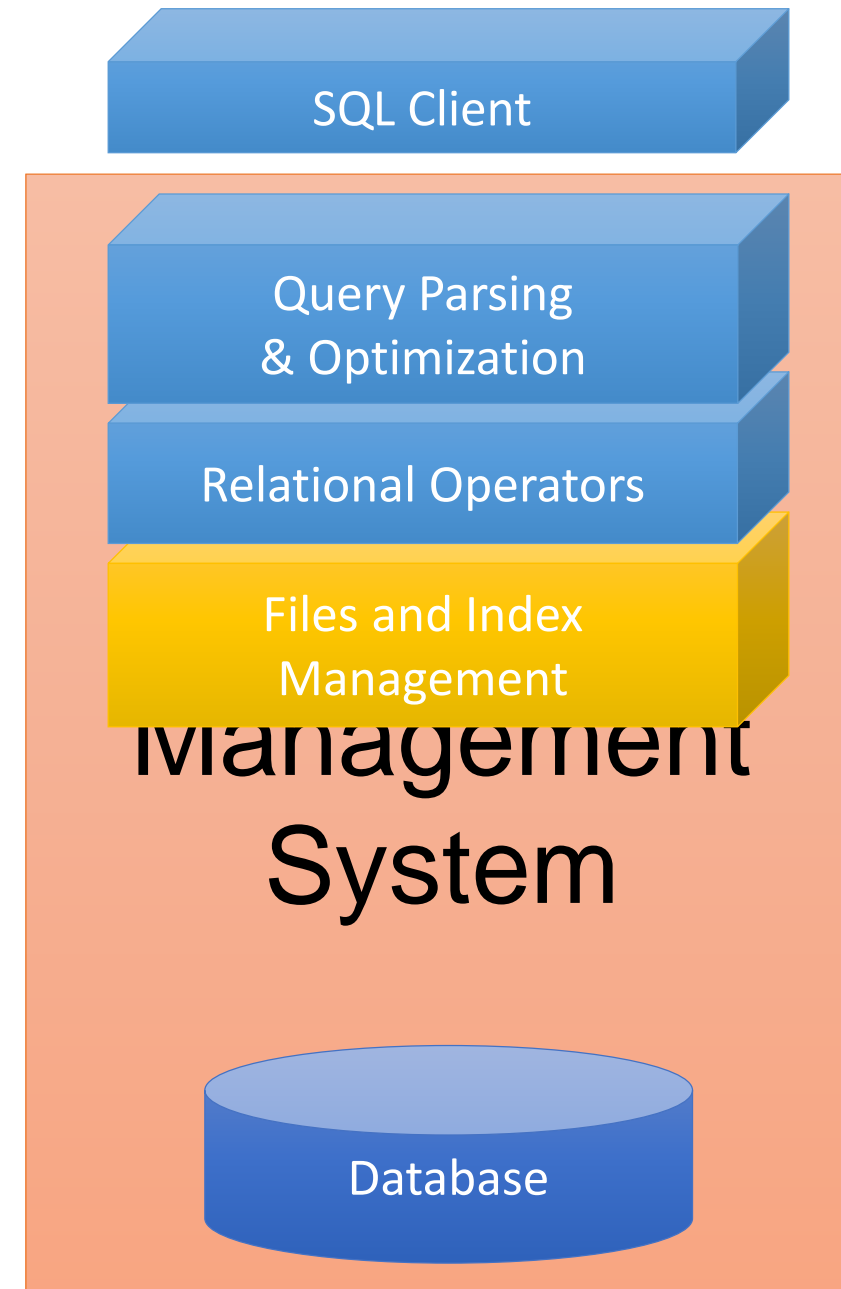 SQL Client
Query Parsing
& Optimization
Relational Operators
Files and Index
Management
Management
System
Database